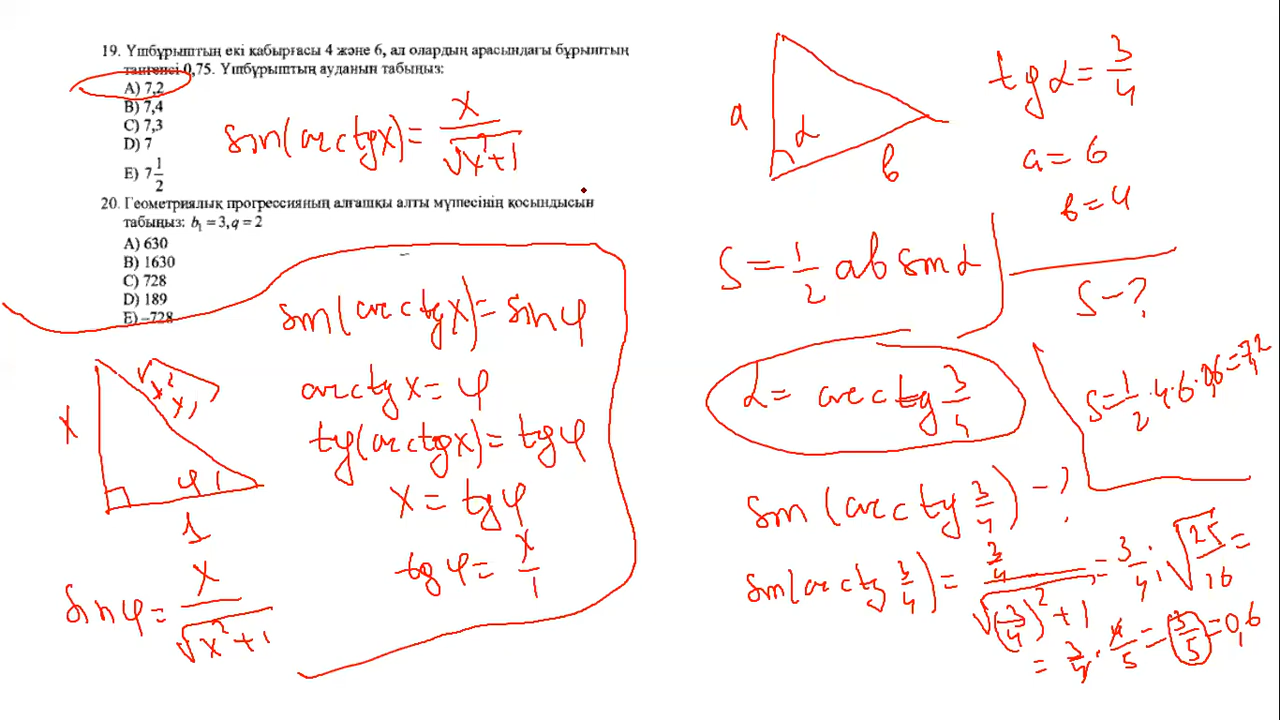 19. Үшбұрыштың екі қабырғасы 4 және 6, ал олардың арасындағы бұрыштың
тангенсі 0,75. Үшбұрыштың ауданын табыңыз:
A) 7,2
B) 7,4
C) 7,3
D) 7
E) 7 1/2
20. Геометриялық прогрессияның алғашқы алты мүшесінің қосындысын
табыңыз: b₁ = 3, q = 2
A) 630
B) 1630
C) 728
D) 189
E) −728
sin(arctgx) = x/√(x²+1)
sin(arctgx) = sinφ
arctgx = φ
tg(arctgx) = tgφ
x = tgφ
tgφ = x/1
x
φ
1
sinφ = x/√(x²+1)
a
α
b
tgα = 3/4
a = 6
b = 4
S = 1/2 ab sinα
S − ?
α = arctg 3/4
S = 1/2 · 4 · 6 · 0,6 = 7,2
sin(arctg 3/4) − ?
sin(arctg 3/4) = (3/4)/√((3/4)² + 1) = 3/4 : √(25/16) =
= 3/4 · 4/5 = 3/5 = 0,6